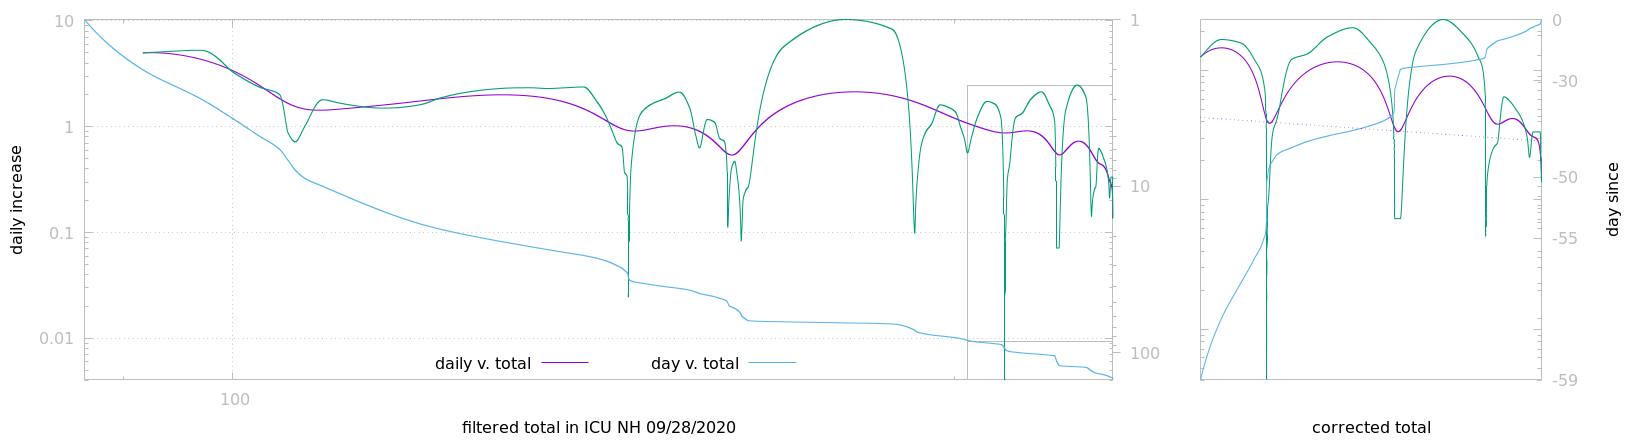 10
1
0.1
0.01
daily increase
1
10
100
daily v. total
day v. total
100
filtered total in ICU NH 09/28/2020
0
-30
-50
-55
-59
day since
corrected total